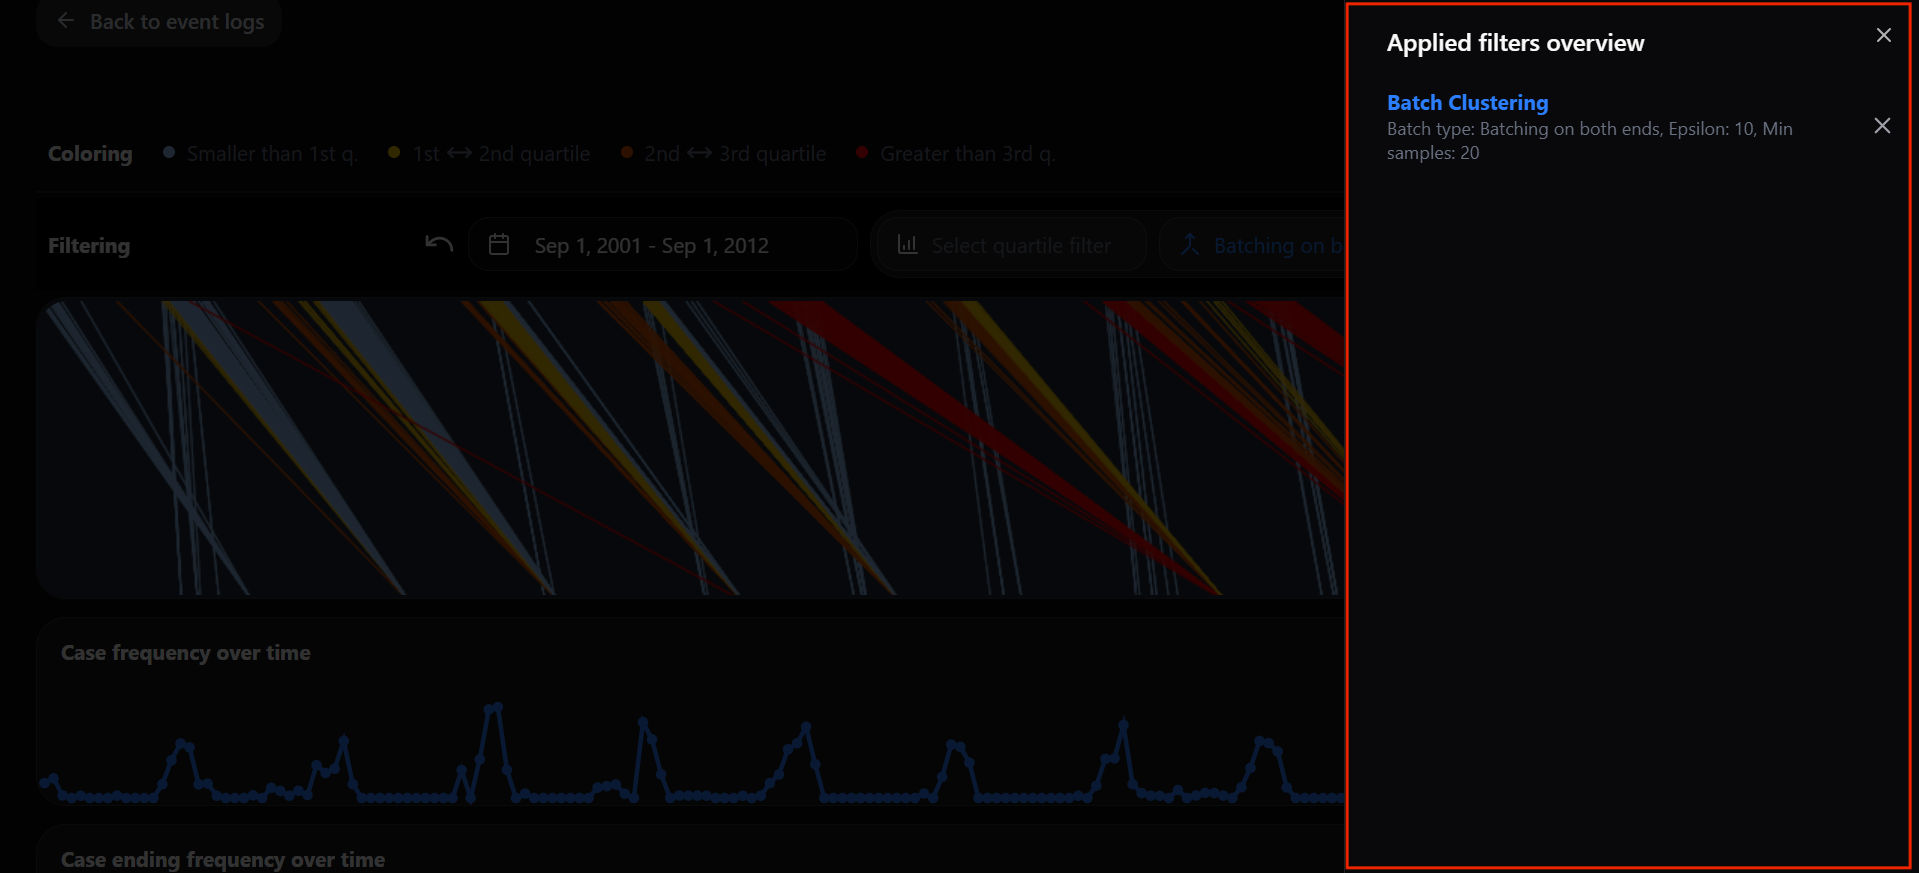 Back to event logs
Applied filters overview
Batch Clustering
Batch type: Batching on both ends, Epsilon: 10, Min
samples: 20
Coloring Smaller than 1st q. 1st ↔ 2nd quartile 2nd ↔ 3rd quartile Greater than 3rd q.
Filtering Sep 1, 2001 - Sep 1, 2012 Select quartile filter Batching on b
Case frequency over time
Case ending frequency over time